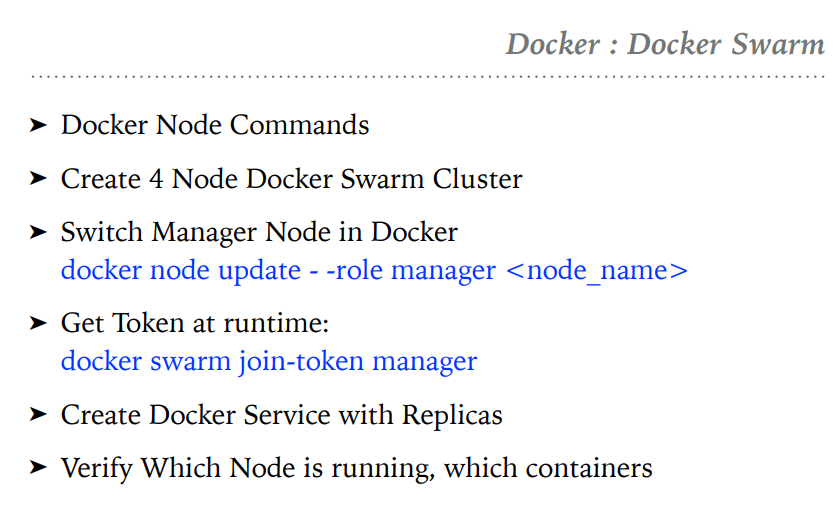 Docker : Docker Swarm
➤ Docker Node Commands
➤ Create 4 Node Docker Swarm Cluster
➤ Switch Manager Node in Docker
docker node update - -role manager <node_name>
➤ Get Token at runtime:
docker swarm join-token manager
➤ Create Docker Service with Replicas
➤ Verify Which Node is running, which containers